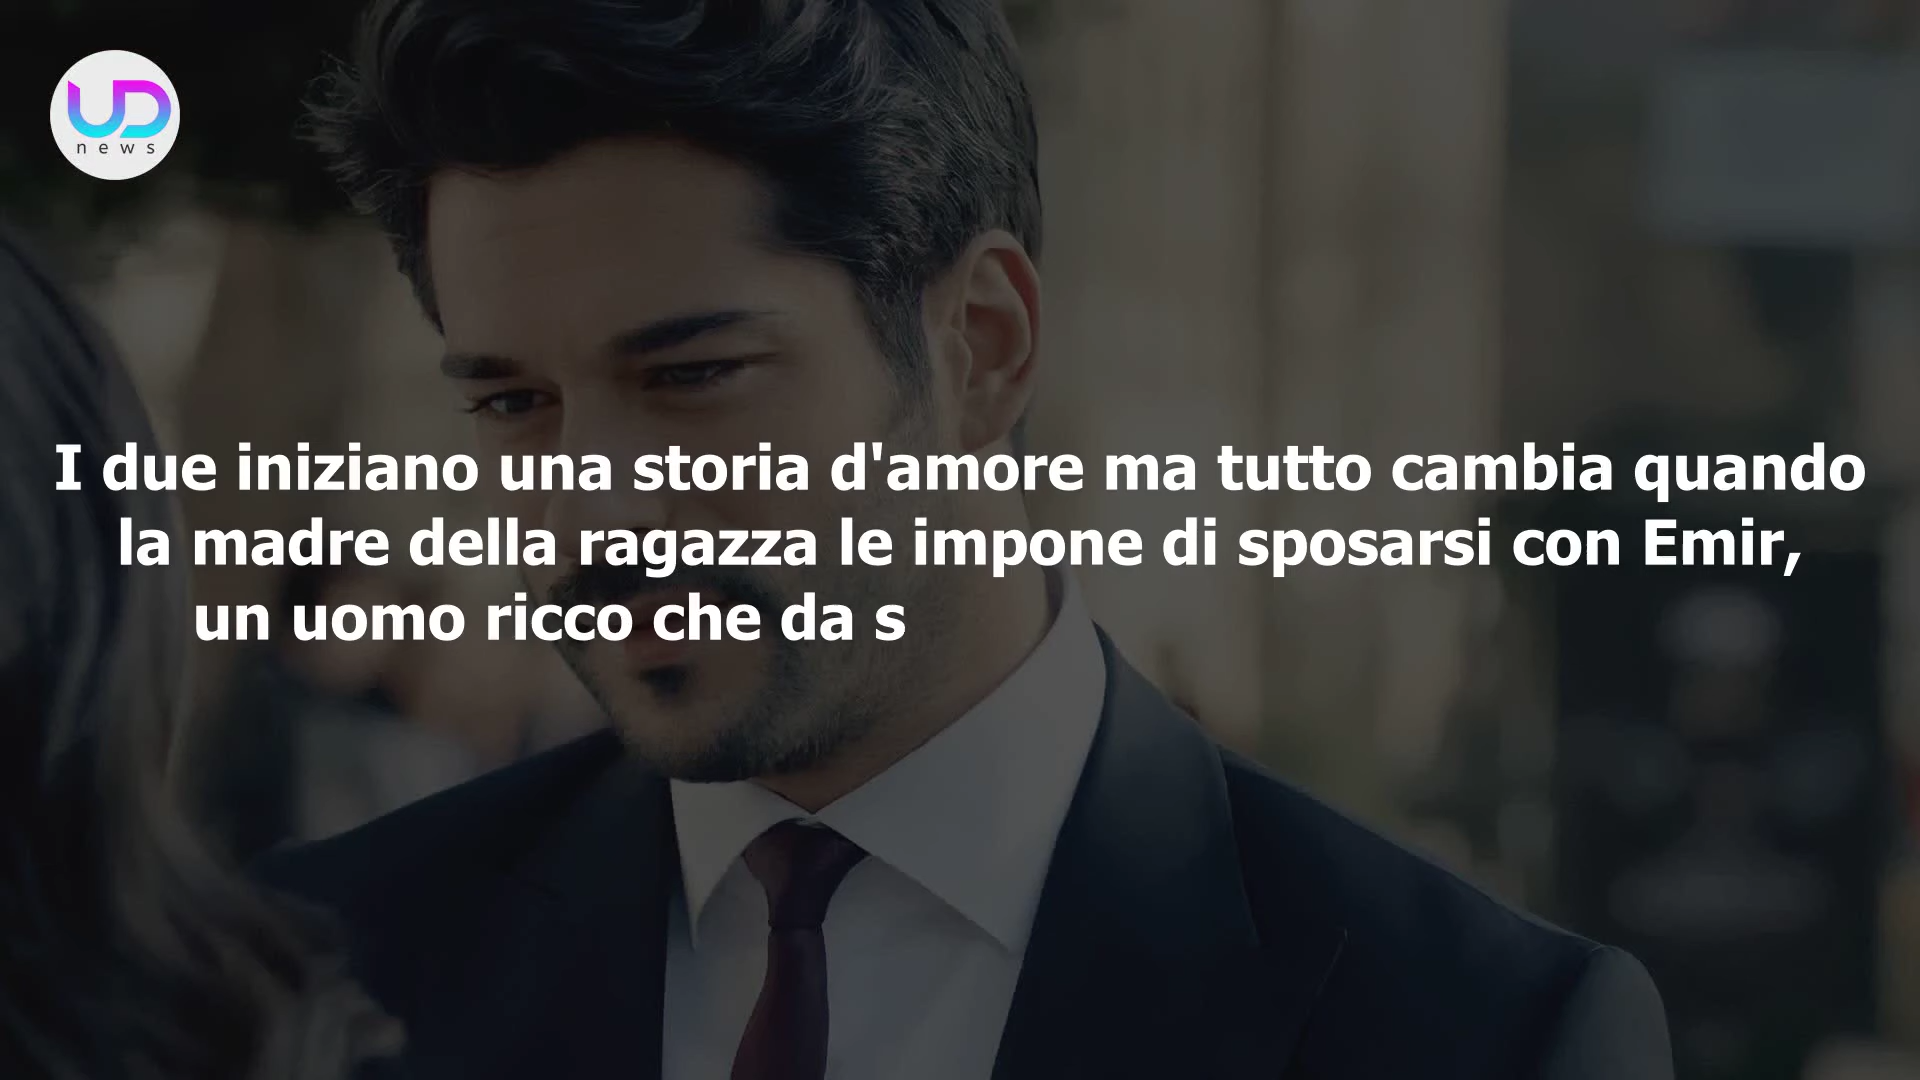 UD
news
I due iniziano una storia d'amore ma tutto cambia quando
la madre della ragazza le impone di sposarsi con Emir,
un uomo ricco che da s